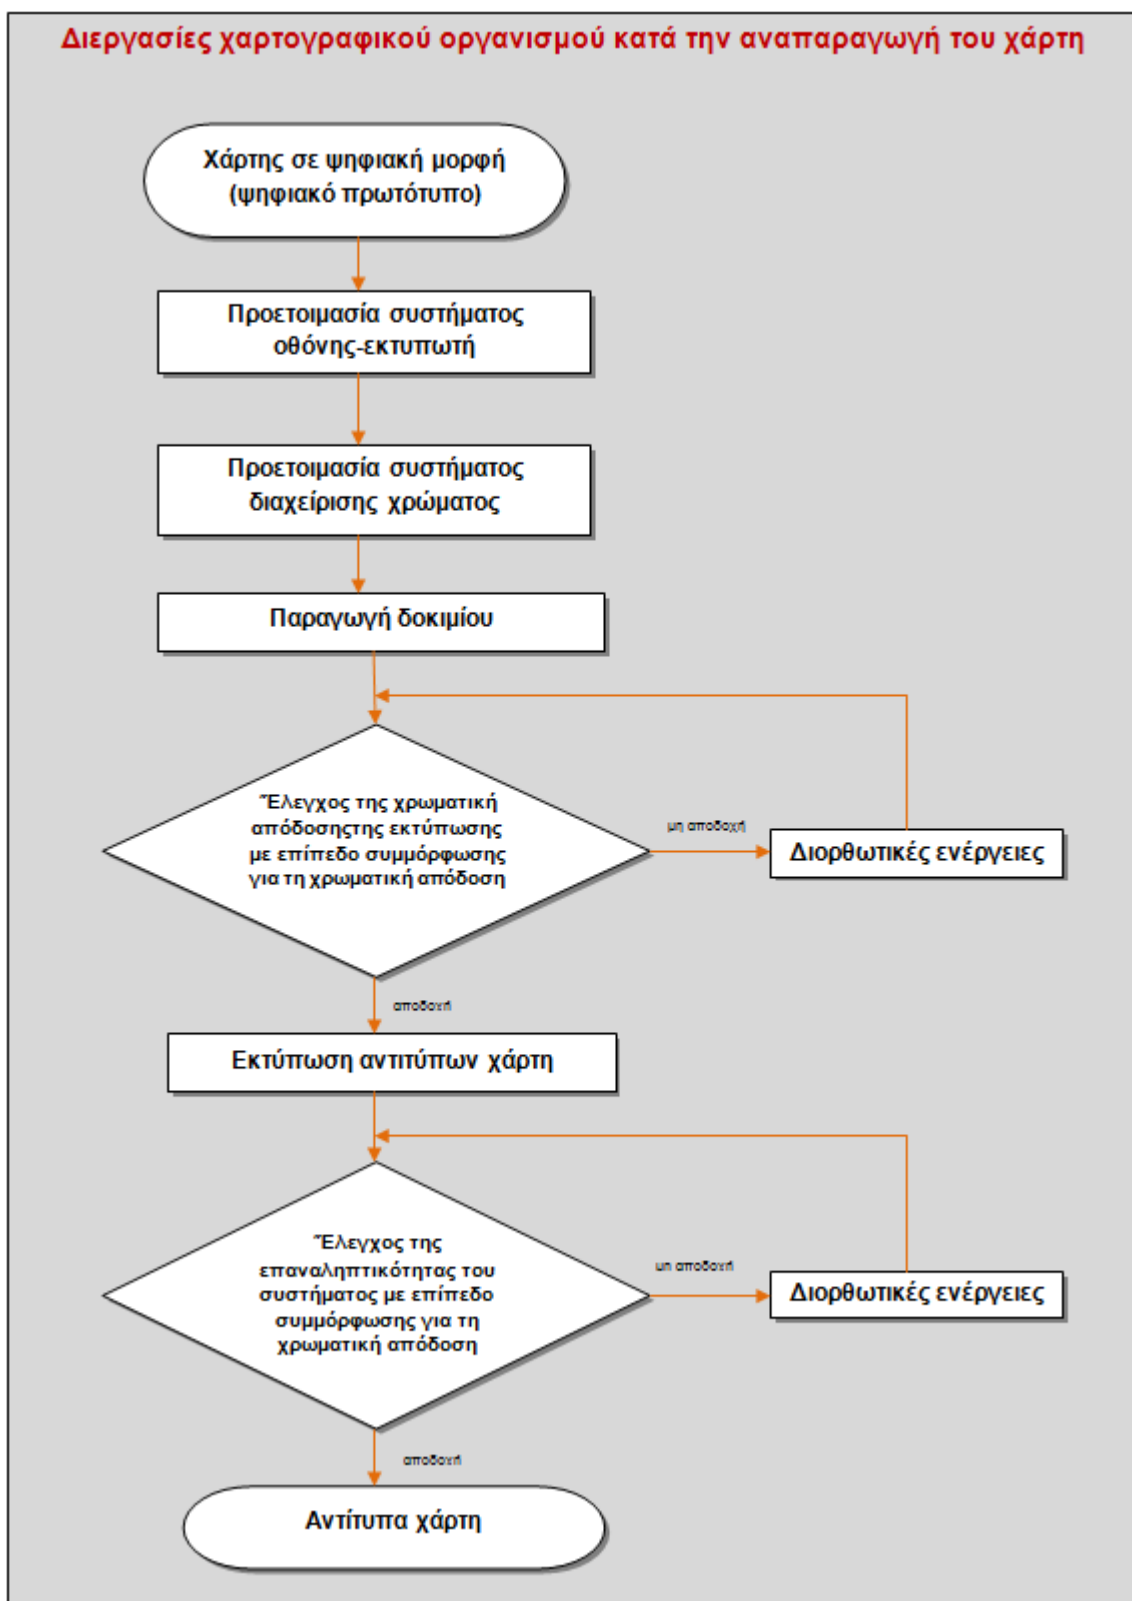 Διεργασίες χαρτογραφικού οργανισμού κατά την αναπαραγωγή του χάρτη
Χάρτης σε ψηφιακή μορφή
(ψηφιακό πρωτότυπο)
Προετοιμασία συστήματος
οθόνης-εκτυπωτή
Προετοιμασία συστήματος
διαχείρισης χρώματος
Παραγωγή δοκιμίου
Έλεγχος της χρωματική
απόδοσηςτης εκτύπωσης
με επίπεδο συμμόρφωσης
για τη χρωματική απόδοση
μη αποδοχή
Διορθωτικές ενέργειες
αποδοχή
Εκτύπωση αντιτύπων χάρτη
Έλεγχος της
επαναληπτικότητας του
συστήματος με επίπεδο
συμμόρφωσης για τη
χρωματική απόδοση
μη αποδοχή
Διορθωτικές ενέργειες
αποδοχή
Αντίτυπα χάρτη